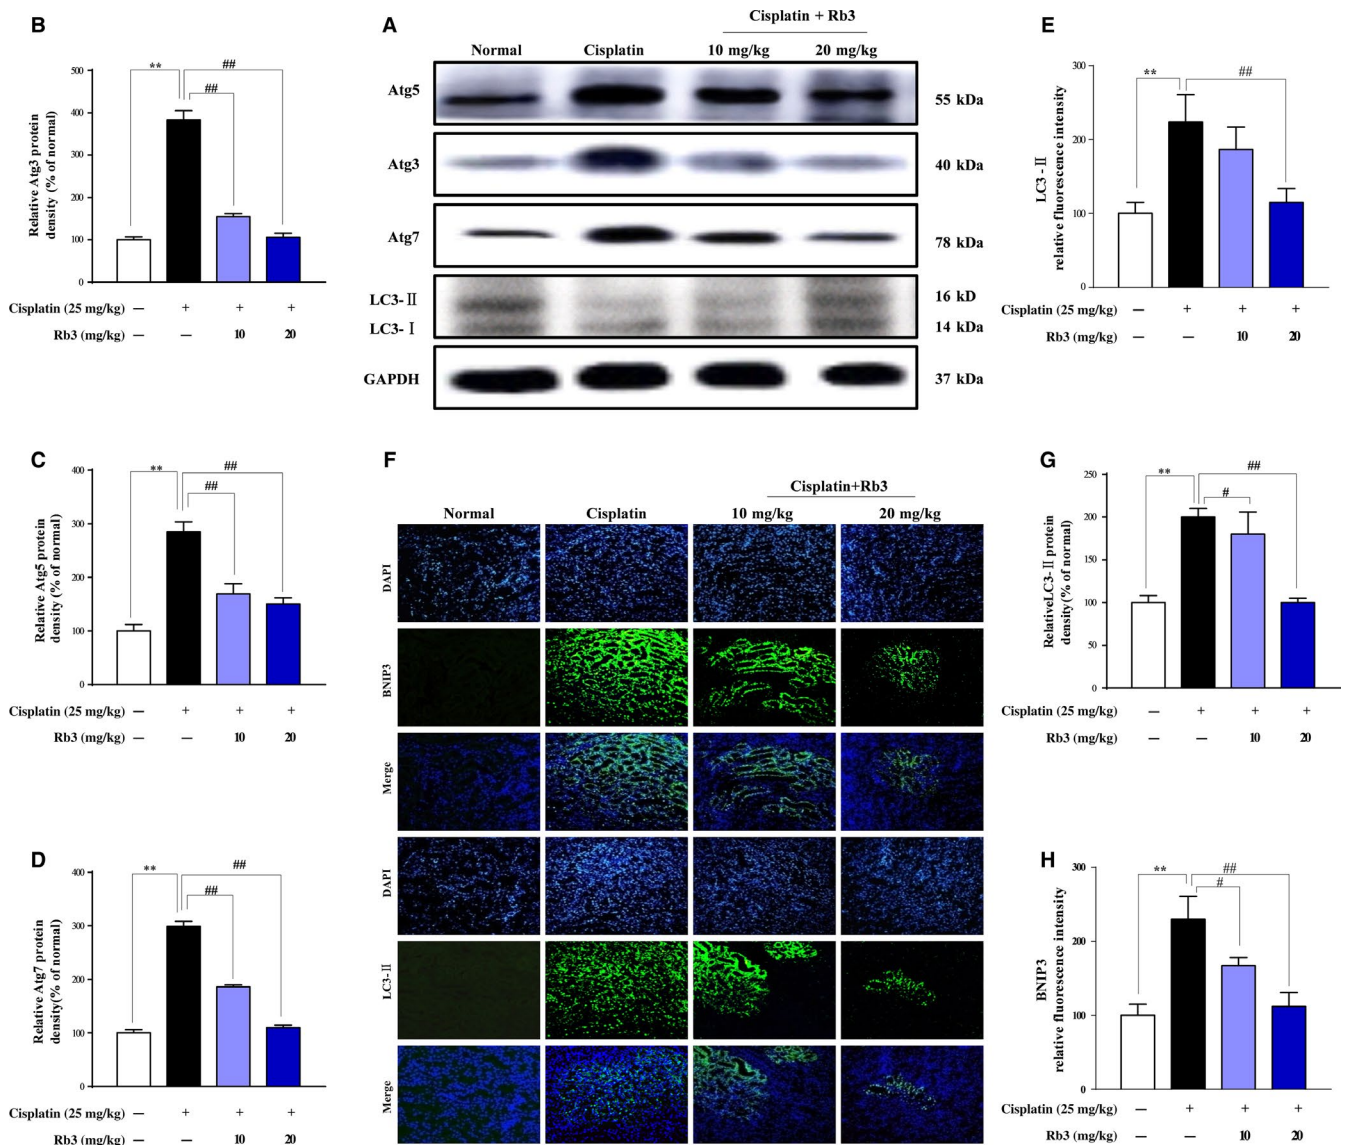 B
Relative Atg3 protein
density (% of normal)
500
400
300
200
100
0
**
##
##
Cisplatin (25 mg/kg) — + + +
Rb3 (mg/kg) — — 10 20
A
Cisplatin + Rb3
Normal Cisplatin 10 mg/kg 20 mg/kg
Atg5 55 kDa
Atg3 40 kDa
Atg7 78 kDa
LC3-Ⅱ 16 kD
LC3-Ⅰ 14 kDa
GAPDH 37 kDa
E
LC3 -Ⅱ
relative fluorescence intensity
300
200
100
0
**
##
Cisplatin (25 mg/kg) — + + +
Rb3 (mg/kg) — — 10 20
C
Relative Atg5 protein
density (% of normal)
400
300
200
100
0
**
##
##
Cisplatin (25 mg/kg) — + + +
Rb3 (mg/kg) — — 10 20
F
Cisplatin+Rb3
Normal Cisplatin 10 mg/kg 20 mg/kg
DAPI
BNIP3
Merge
DAPI
LC3-Ⅱ
Merge
G
RelativeLC3-Ⅱ protein
density (% of normal)
250
200
150
100
50
0
**
##
#
Cisplatin (25 mg/kg) — + + +
Rb3 (mg/kg) — — 10 20
D
Relative Atg7 protein
density(% of normal)
400
300
200
100
0
**
##
##
Cisplatin (25 mg/kg) — + + +
Rb3 (mg/kg) — — 10 20
H
BNIP3
relative fluorescence intensity
300
200
100
0
**
##
#
Cisplatin (25 mg/kg) — + + +
Rb3 (mg/kg) — — 10 20